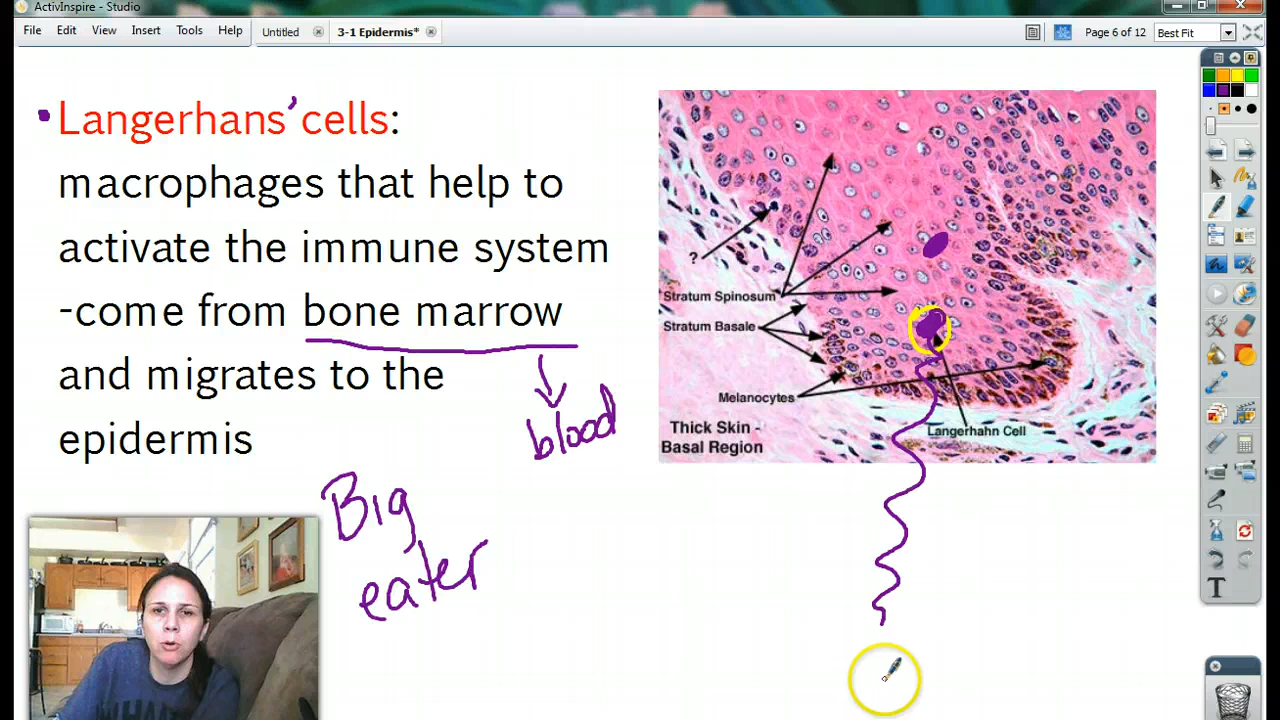 ActivInspire - Studio
File Edit View Insert Tools Help
Untitled
3-1 Epidermis*
Page 6 of 12
Best Fit
• Langerhans' cells:
macrophages that help to
activate the immune system
-come from bone marrow
and migrates to the
epidermis
blood
Big
eater
?
Stratum Spinosum
Stratum Basale
Melanocytes
Thick Skin -
Basal Region
Langerhahn Cell
T